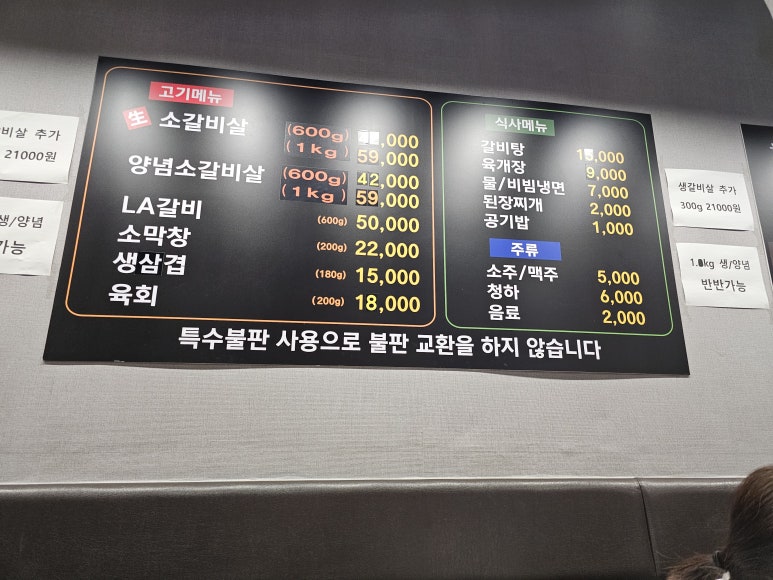 고기메뉴
生 소갈비살 (600g) ,000
(1kg) 59,000
양념소갈비살 (600g) 42,000
(1kg) 59,000
LA갈비 (600g) 50,000
소막창 (200g) 22,000
생삼겹 (180g) 15,000
육회 (200g) 18,000
식사메뉴
갈비탕
육개장 9,000
물/비빔냉면 7,000
된장찌개 2,000
공기밥 1,000
주류
소주/맥주 5,000
청하 6,000
음료 2,000
특수불판 사용으로 불판 교환을 하지 않습니다
비살 추가
21000원
생/양념
가능
생갈비살 추가
300g 21000원
생/양념
반반가능